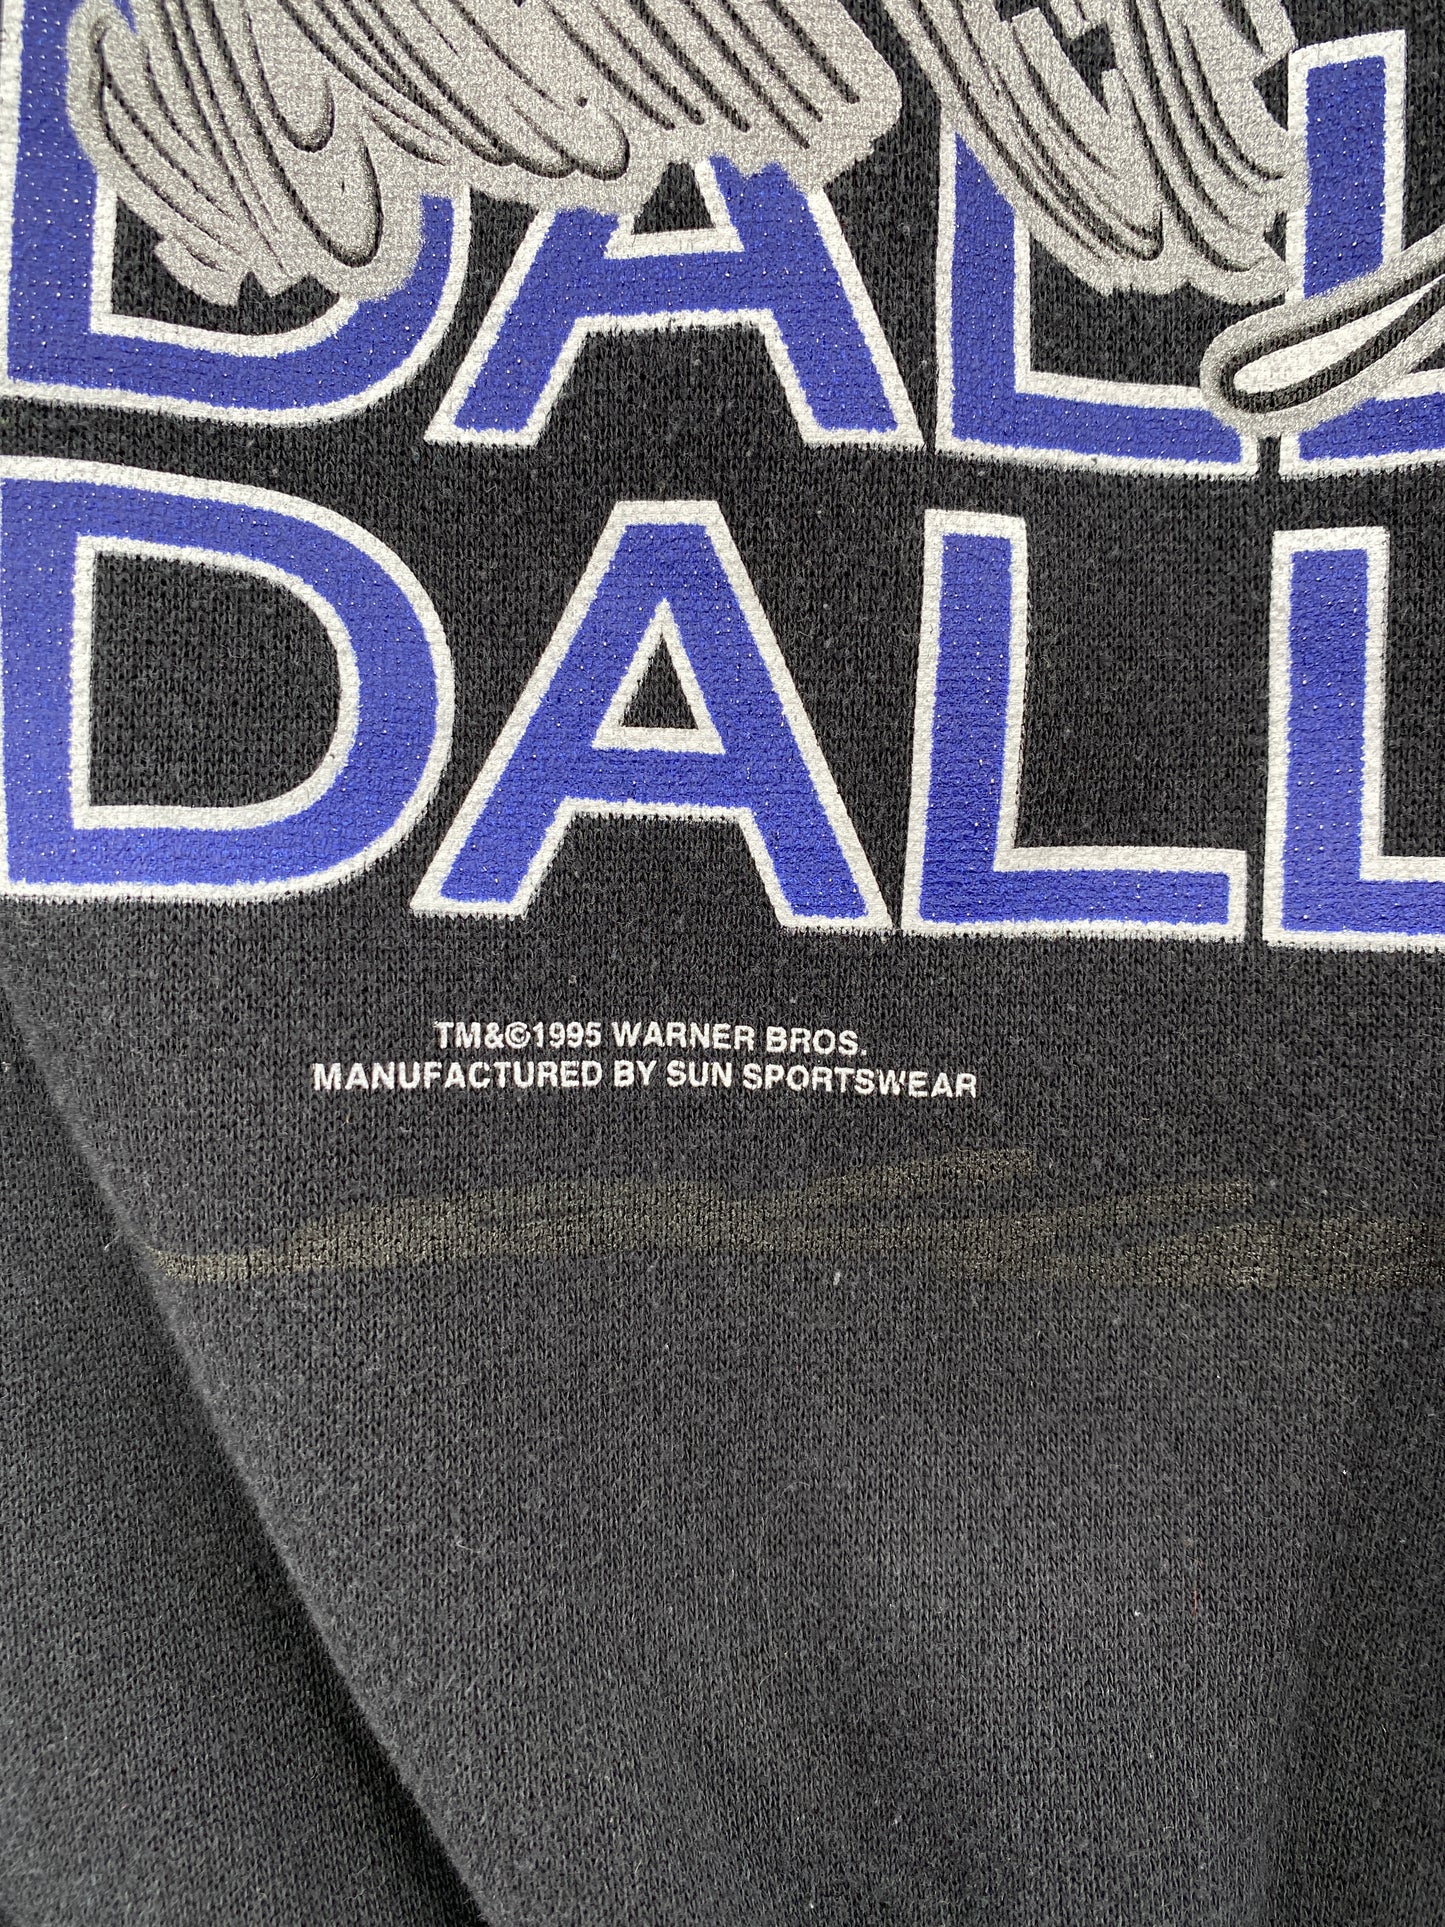 DALL
DALL
TM&©1995 WARNER BROS.
MANUFACTURED BY SUN SPORTSWEAR